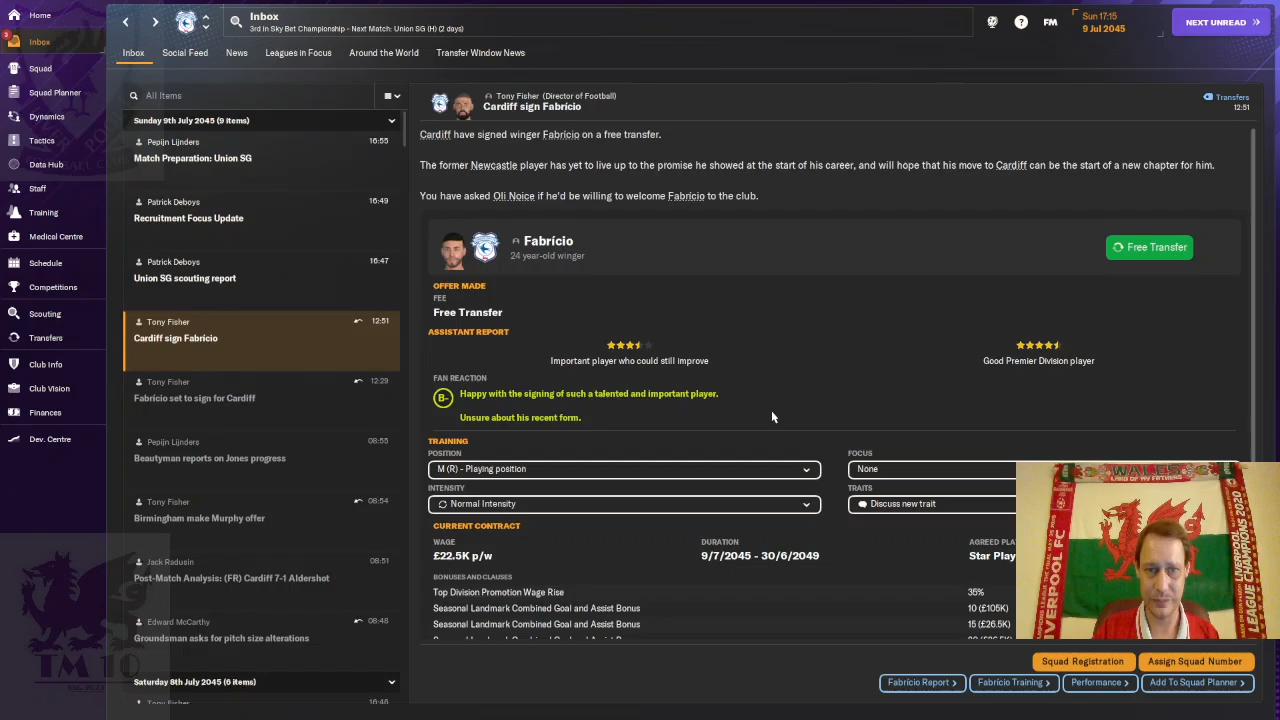 Home
Inbox
3rd in Sky Bet Championship - Next Match: Union SG (H) (2 days)
FM
Sun 17:15
9 Jul 2045
NEXT UNREAD
3
Inbox
Inbox
Social Feed
News
Leagues in Focus
Around the World
Transfer Window News
Squad
Squad Planner
Dynamics
Tactics
Data Hub
Staff
Training
Medical Centre
Schedule
Competitions
Scouting
Transfers
Club Info
Club Vision
Finances
Dev. Centre
TM 10
All Items
Sunday 9th July 2045 (9 items)
Pepijn Lijnders 16:55
Match Preparation: Union SG
Patrick Deboys 16:49
Recruitment Focus Update
Patrick Deboys 16:47
Union SG scouting report
Tony Fisher 12:51
Cardiff sign Fabrício
Tony Fisher 12:29
Fabrício set to sign for Cardiff
Pepijn Lijnders 08:55
Beautyman reports on Jones progress
Tony Fisher 08:54
Birmingham make Murphy offer
Jack Radusin 08:51
Post-Match Analysis: (FR) Cardiff 7-1 Aldershot
Edward McCarthy 08:48
Groundsman asks for pitch size alterations
Saturday 8th July 2045 (6 items)
Tony Fisher (Director of Football)
Cardiff sign Fabrício
Transfers
12:51
Cardiff have signed winger Fabrício on a free transfer.
The former Newcastle player has yet to live up to the promise he showed at the start of his career, and will hope that his move to Cardiff can be the start of a new chapter for him.
You have asked Oli Noice if he'd be willing to welcome Fabrício to the club.
Fabrício
24 year-old winger
Free Transfer
OFFER MADE
FEE
Free Transfer
ASSISTANT REPORT
Important player who could still improve
Good Premier Division player
FAN REACTION
B-
Happy with the signing of such a talented and important player.
Unsure about his recent form.
TRAINING
POSITION
M (R) - Playing position
FOCUS
None
INTENSITY
Normal Intensity
TRAITS
Discuss new trait
CURRENT CONTRACT
WAGE
£22.5K p/w
DURATION
9/7/2045 - 30/6/2049
AGREED PLA
Star Play
BONUSES AND CLAUSES
Top Division Promotion Wage Rise 35%
Seasonal Landmark Combined Goal and Assist Bonus 10 (£105K)
Seasonal Landmark Combined Goal and Assist Bonus 15 (£26.5K)
WALES
LAND OF MY FATHERS
LIVERPOOL FC
LIVERPOOL
LEAGUE CHAMPIONS 2020
Squad Registration
Assign Squad Number
Fabrício Report
Fabrício Training
Performance
Add To Squad Planner